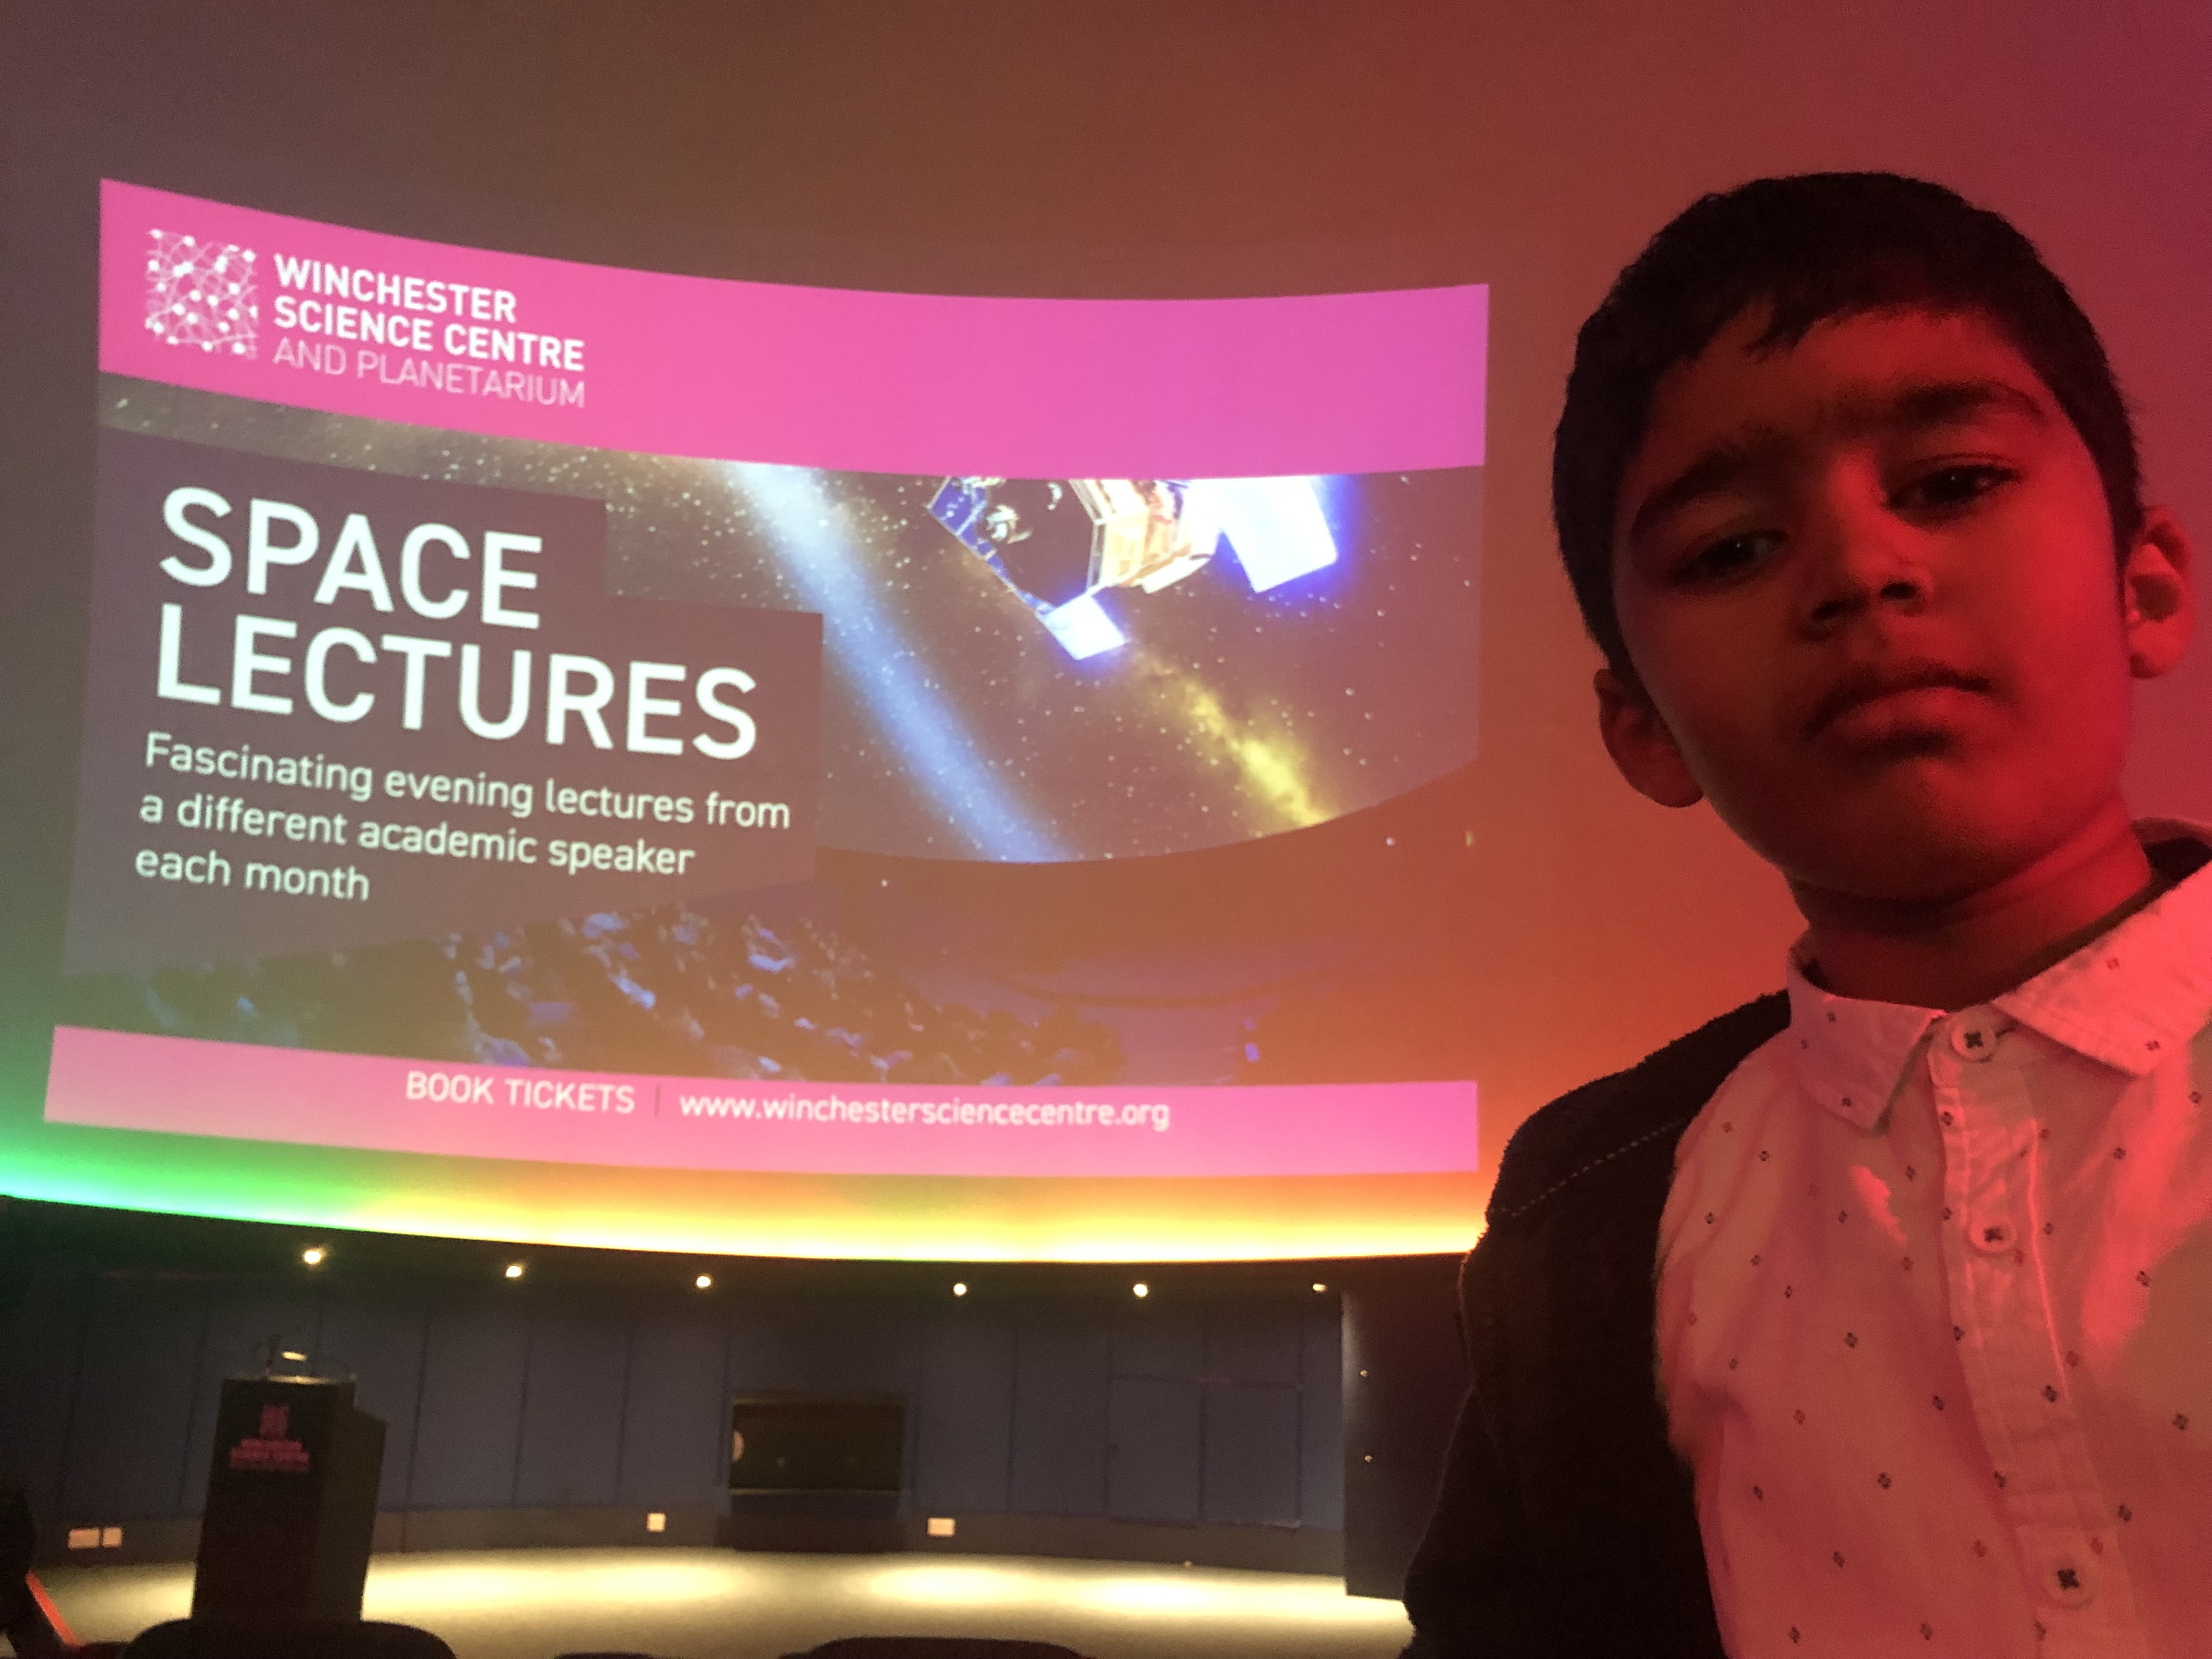 WINCHESTER
SCIENCE CENTRE
AND PLANETARIUM
SPACE
LECTURES
Fascinating evening lectures from
a different academic speaker
each month
BOOK TICKETS | www.winchestersciencecentre.org